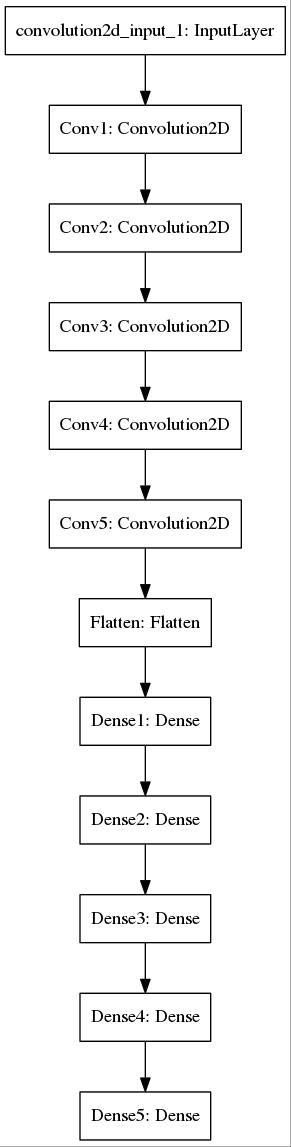 convolution2d_input_1: InputLayer
Conv1: Convolution2D
Conv2: Convolution2D
Conv3: Convolution2D
Conv4: Convolution2D
Conv5: Convolution2D
Flatten: Flatten
Dense1: Dense
Dense2: Dense
Dense3: Dense
Dense4: Dense
Dense5: Dense